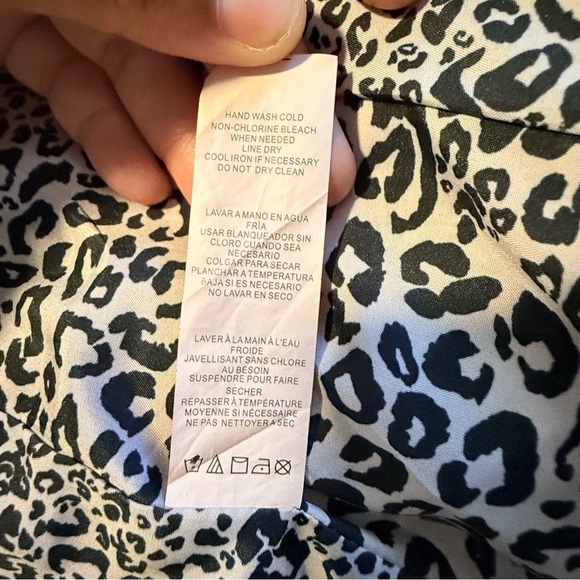 HAND WASH COLD
NON-CHLORINE BLEACH
WHEN NEEDED
LINE DRY
COOL IRON IF NECESSARY
DO NOT DRY CLEAN
LAVAR A MANO EN AGUA
FRÍA
USAR BLANQUEADOR SIN
CLORO CUANDO SEA
NECESARIO
COLGAR PARA SECAR
PLANCHAR A TEMPERATURA
BAJA SI ES NECESARIO
NO LAVAR EN SECO
LAVER À LA MAIN À L'EAU
FROIDE
JAVELLISANT SANS CHLORE
AU BESOIN
SUSPENDRE POUR FAIRE
SECHER
REPASSER À TEMPÉRATURE
MOYENNE SI NÉCESSAIRE
NE PAS NETTOYER A SEC